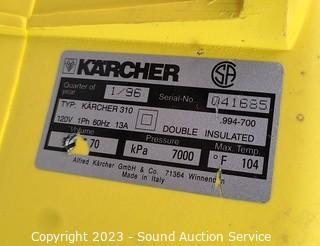 KÄRCHER
Quarter of year 1/96 Serial-No. 041685
TYP: KÄRCHER 310 .994-700
120V 1Ph 60Hz 13A DOUBLE INSULATED
Volume Pressure Max. Temp.
70 kPa 7000 °F 104
Alfred Kärcher GmbH & Co. 71364 Winnenden
Made in Italy
Copyright © 2023 - Sound Auction Service